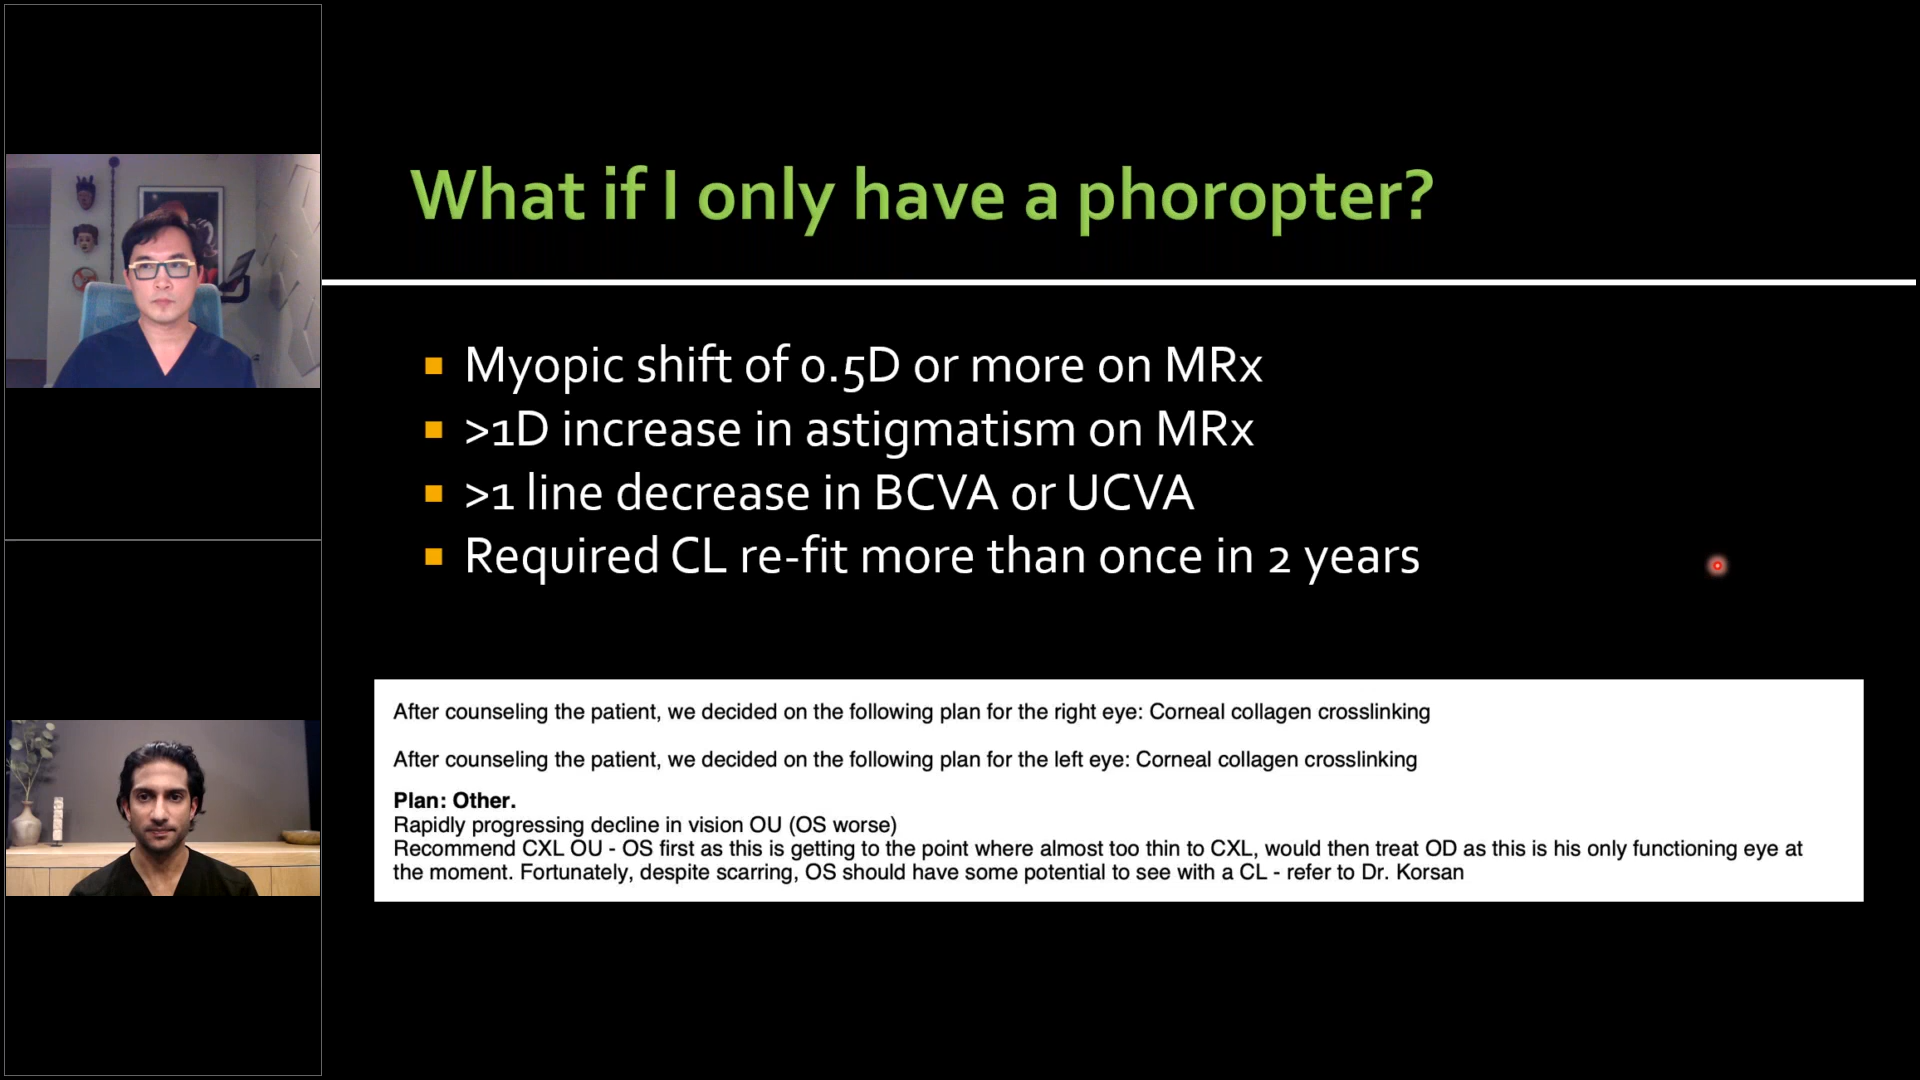 What if I only have a phoropter?
Myopic shift of 0.5D or more on MRx
>1D increase in astigmatism on MRx
>1 line decrease in BCVA or UCVA
Required CL re-fit more than once in 2 years
After counseling the patient, we decided on the following plan for the right eye: Corneal collagen crosslinking
After counseling the patient, we decided on the following plan for the left eye: Corneal collagen crosslinking
Plan: Other.
Rapidly progressing decline in vision OU (OS worse)
Recommend CXL OU - OS first as this is getting to the point where almost too thin to CXL, would then treat OD as this is his only functioning eye at
the moment. Fortunately, despite scarring, OS should have some potential to see with a CL - refer to Dr. Korsan